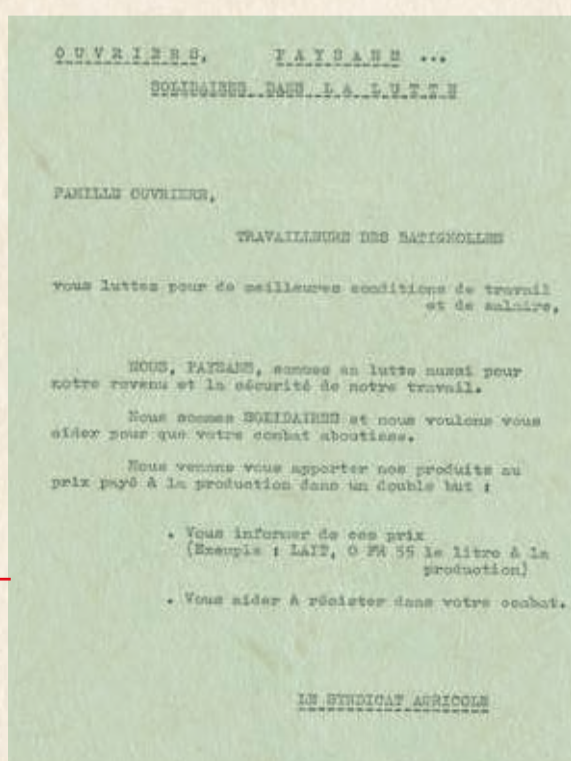 OUVRIERS, PAYSANS ...
SOLIDAIRES DANS LA LUTTE
FAMILLE OUVRIERE,
TRAVAILLEURS DES BATIGNOLLES
vous luttez pour de meilleures conditions de travail
et de salaire,
NOUS, PAYSANS, sommes en lutte aussi pour
notre revenu et la sécurité de notre travail.
Nous sommes SOLIDAIRES et nous voulons vous
aider pour que votre combat aboutisse.
Nous venons vous apporter nos produits au
prix payé à la production dans un double but :
. Vous informer de ces prix
(Exemple : LAIT, 0 FR 55 le litre à la
production)
. Vous aider à résister dans votre combat.
LE SYNDICAT AGRICOLE